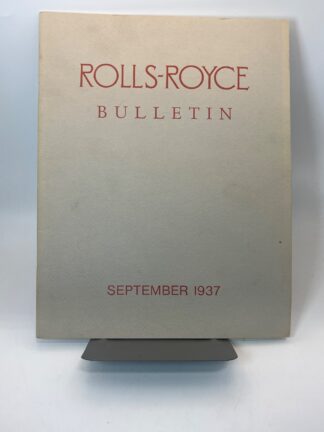 ROLLS-ROYCE
BULLETIN
SEPTEMBER 1937